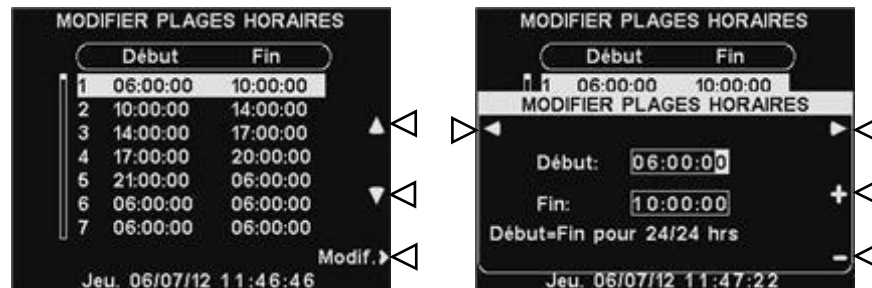 MODIFIER PLAGES HORAIRES
Début Fin
1 06:00:00 10:00:00
2 10:00:00 14:00:00
3 14:00:00 17:00:00
4 17:00:00 20:00:00
5 21:00:00 06:00:00
6 06:00:00 06:00:00
7 06:00:00 06:00:00
Modif.
Jeu. 06/07/12 11:46:46
MODIFIER PLAGES HORAIRES
Début Fin
1 06:00:00 10:00:00
MODIFIER PLAGES HORAIRES
Début: 06:00:00
+
Fin: 10:00:00
Début=Fin pour 24/24 hrs
-
Jeu. 06/07/12 11:47:22